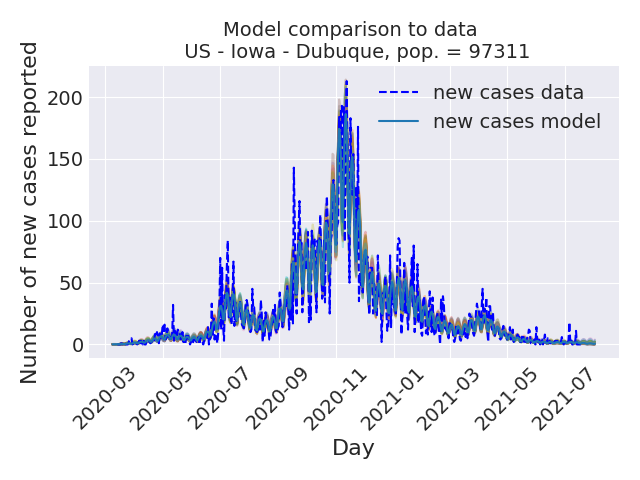 Model comparison to data
US - Iowa - Dubuque, pop. = 97311
Number of new cases reported
200
150
100
50
0
new cases data
new cases model
2020-03
2020-05
2020-07
2020-09
2020-11
2021-01
2021-03
2021-05
2021-07
Day